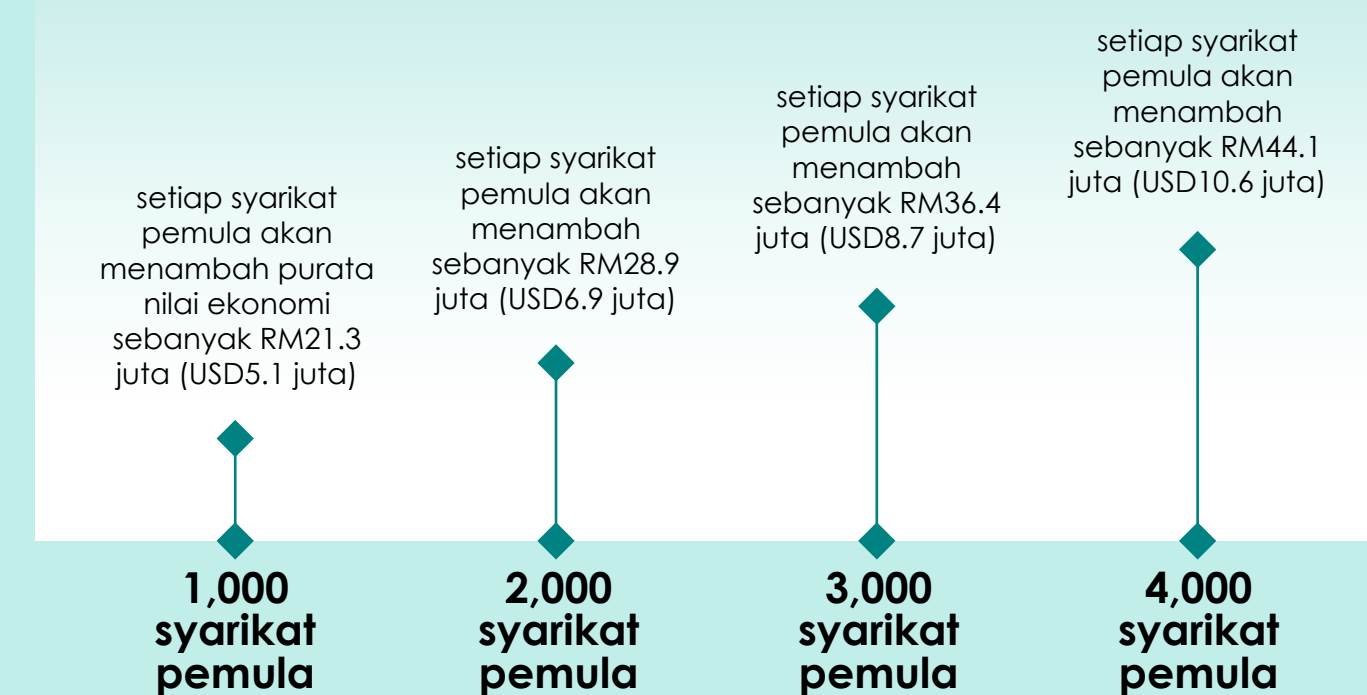 setiap syarikat
pemula akan
menambah purata
nilai ekonomi
sebanyak RM21.3
juta (USD5.1 juta)
setiap syarikat
pemula akan
menambah
sebanyak RM28.9
juta (USD6.9 juta)
setiap syarikat
pemula akan
menambah
sebanyak RM36.4
juta (USD8.7 juta)
setiap syarikat
pemula akan
menambah
sebanyak RM44.1
juta (USD10.6 juta)
1,000
syarikat
pemula
2,000
syarikat
pemula
3,000
syarikat
pemula
4,000
syarikat
pemula